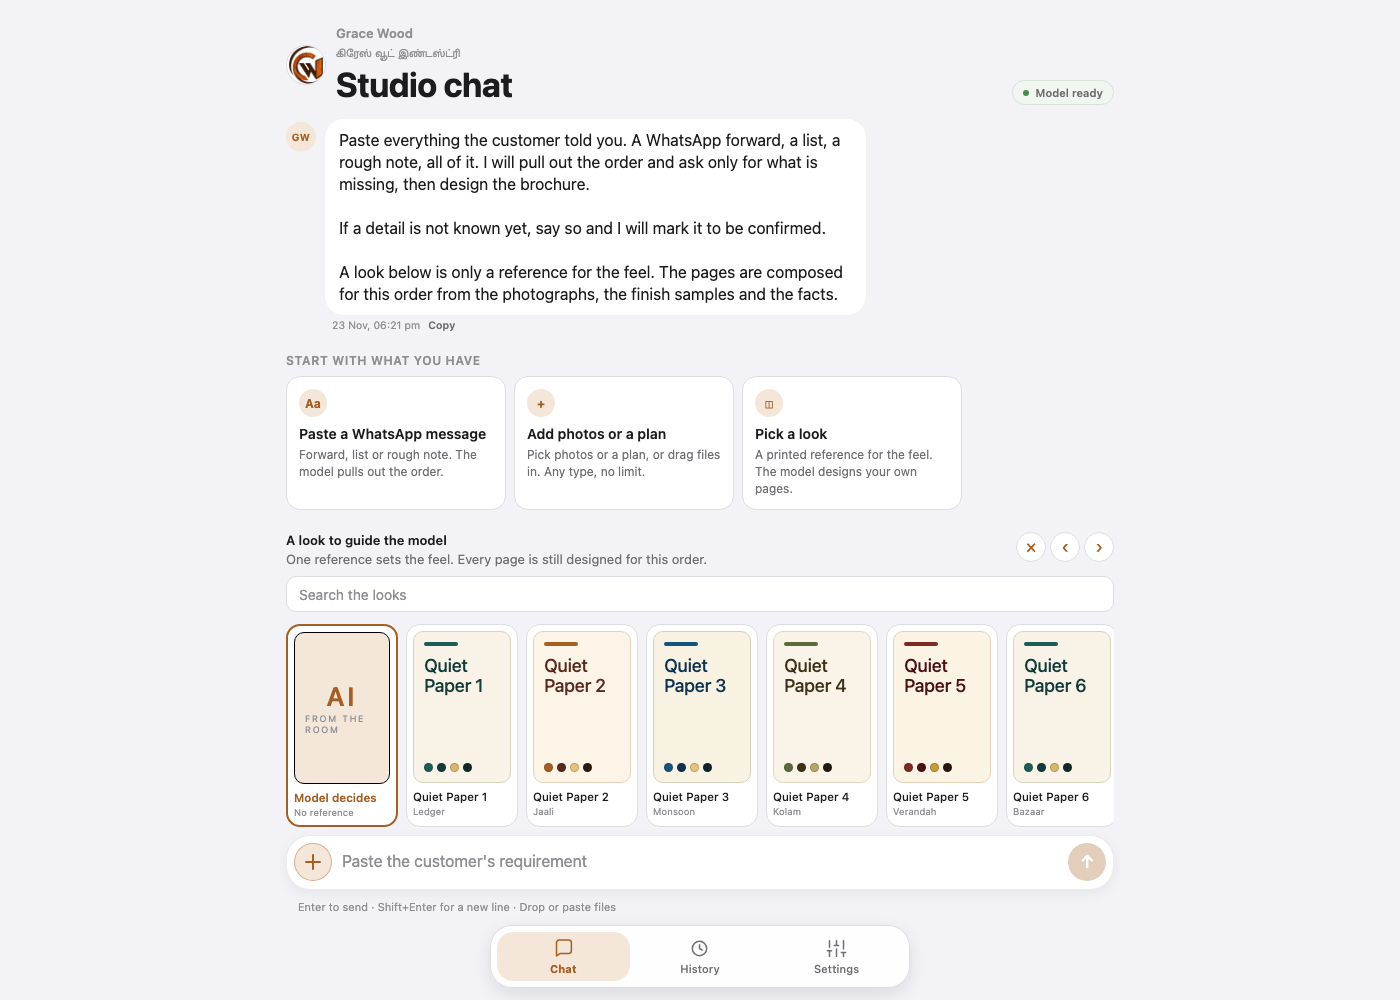 Grace Wood
கிரேஸ் வூட் இண்டஸ்ட்ரி
Studio chat
Model ready
GW
Paste everything the customer told you. A WhatsApp forward, a list, a
rough note, all of it. I will pull out the order and ask only for what is
missing, then design the brochure.
If a detail is not known yet, say so and I will mark it to be confirmed.
A look below is only a reference for the feel. The pages are composed
for this order from the photographs, the finish samples and the facts.
23 Nov, 06:21 pm Copy
START WITH WHAT YOU HAVE
Aa
Paste a WhatsApp message
Forward, list or rough note. The
model pulls out the order.
+
Add photos or a plan
Pick photos or a plan, or drag files
in. Any type, no limit.
Pick a look
A printed reference for the feel.
The model designs your own
pages.
A look to guide the model
One reference sets the feel. Every page is still designed for this order.
Search the looks
AI
FROM THE
ROOM
Model decides
No reference
Quiet
Paper 1
Quiet Paper 1
Ledger
Quiet
Paper 2
Quiet Paper 2
Jaali
Quiet
Paper 3
Quiet Paper 3
Monsoon
Quiet
Paper 4
Quiet Paper 4
Kolam
Quiet
Paper 5
Quiet Paper 5
Verandah
Quiet
Paper 6
Quiet Paper 6
Bazaar
Paste the customer's requirement
Enter to send · Shift+Enter for a new line · Drop or paste files
Chat
History
Settings